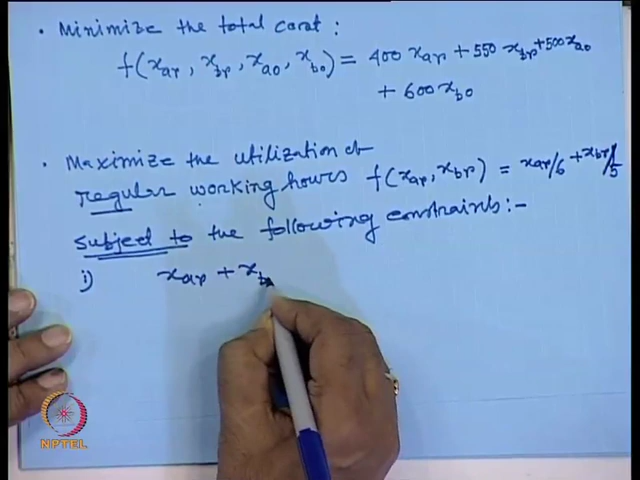 • Minimize the total cost :
f(x_ar, x_br, x_ao, x_bo) = 400 x_ar + 550 x_br + 500 x_ao
+ 600 x_bo
• Maximize the utilization of
regular working hours f(x_ar, x_br) = x_ar/6 + x_br/5
subject to the following constraints :-
i) x_ar + x_b
NPTEL